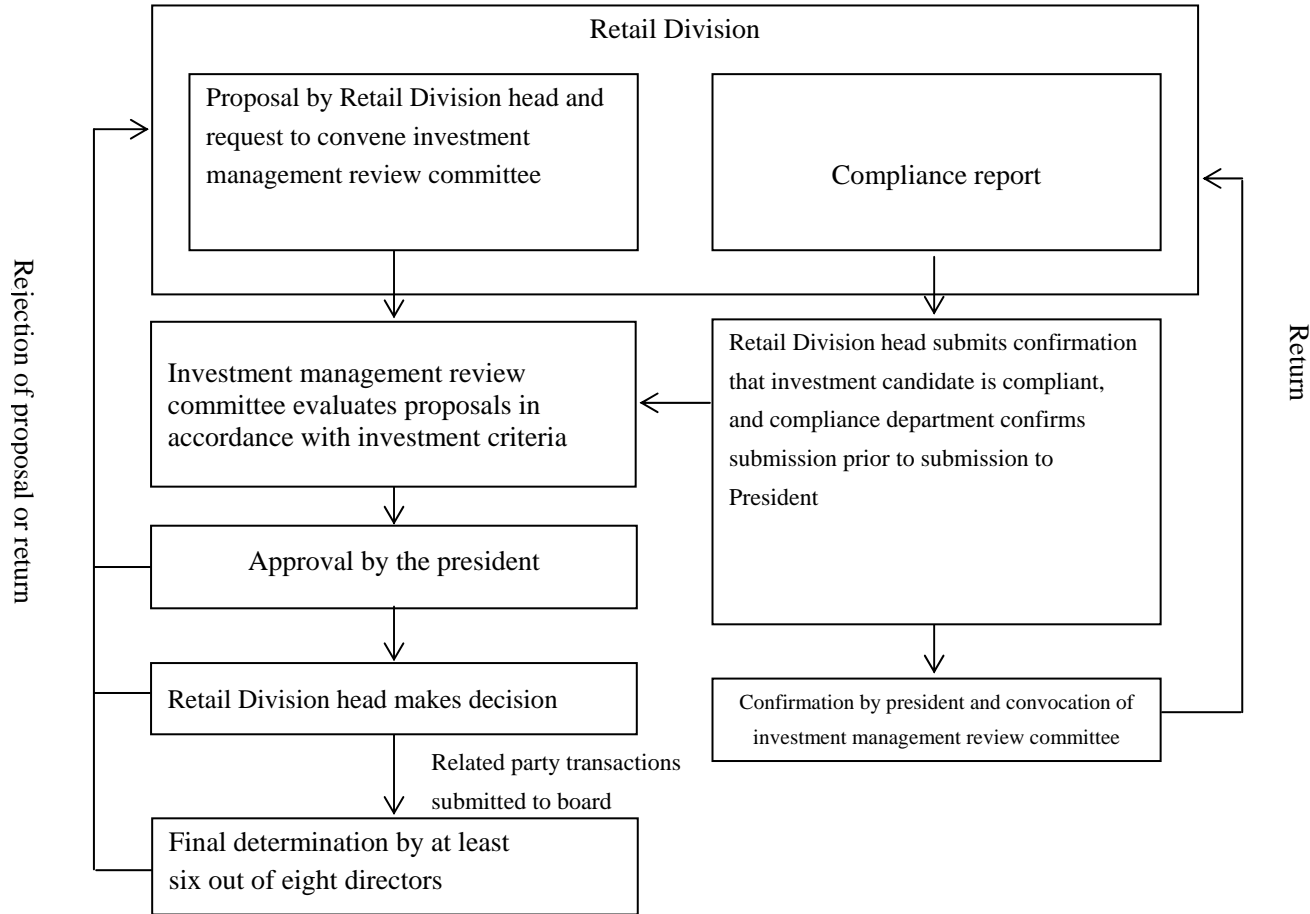 Retail Division
Proposal by Retail Division head and
request to convene investment
management review committee
Compliance report
Rejection of proposal or return
Return
Investment management review
committee evaluates proposals in
accordance with investment criteria
Retail Division head submits confirmation
that investment candidate is compliant,
and compliance department confirms
submission prior to submission to
President
Approval by the president
Retail Division head makes decision
Confirmation by president and convocation of
investment management review committee
Related party transactions
submitted to board
Final determination by at least
six out of eight directors